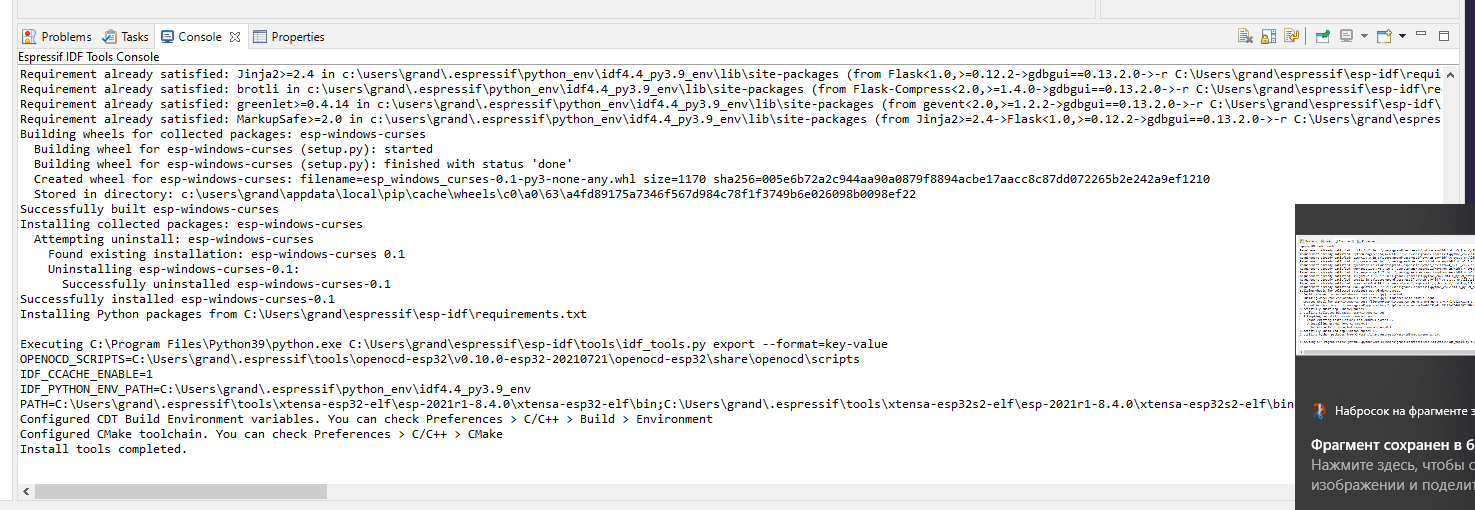 Problems Tasks Console Properties
Espressif IDF Tools Console
Requirement already satisfied: Jinja2>=2.4 in c:\users\grand\.espressif\python_env\idf4.4_py3.9_env\lib\site-packages (from Flask<1.0,>=0.12.2->gdbgui==0.13.2.0->-r C:\Users\grand\espressif\esp-idf\requi
Requirement already satisfied: brotli in c:\users\grand\.espressif\python_env\idf4.4_py3.9_env\lib\site-packages (from Flask-Compress<2.0,>=1.4.0->gdbgui==0.13.2.0->-r C:\Users\grand\espressif\esp-idf\re
Requirement already satisfied: greenlet>=0.4.14 in c:\users\grand\.espressif\python_env\idf4.4_py3.9_env\lib\site-packages (from gevent<2.0,>=1.2.2->gdbgui==0.13.2.0->-r C:\Users\grand\espressif\esp-idf\
Requirement already satisfied: MarkupSafe>=2.0 in c:\users\grand\.espressif\python_env\idf4.4_py3.9_env\lib\site-packages (from Jinja2>=2.4->Flask<1.0,>=0.12.2->gdbgui==0.13.2.0->-r C:\Users\grand\espres
Building wheels for collected packages: esp-windows-curses
Building wheel for esp-windows-curses (setup.py): started
Building wheel for esp-windows-curses (setup.py): finished with status 'done'
Created wheel for esp-windows-curses: filename=esp_windows_curses-0.1-py3-none-any.whl size=1170 sha256=005e6b72a2c944aa90a0879f8894acbe17aacc8c87dd072265b2e242a9ef1210
Stored in directory: c:\users\grand\appdata\local\pip\cache\wheels\c0\a0\63\a4fd89175a7346f567d984c78f1f3749b6e026098b0098ef22
Successfully built esp-windows-curses
Installing collected packages: esp-windows-curses
Attempting uninstall: esp-windows-curses
Found existing installation: esp-windows-curses 0.1
Uninstalling esp-windows-curses-0.1:
Successfully uninstalled esp-windows-curses-0.1
Successfully installed esp-windows-curses-0.1
Installing Python packages from C:\Users\grand\espressif\esp-idf\requirements.txt
Executing C:\Program Files\Python39\python.exe C:\Users\grand\espressif\esp-idf\tools\idf_tools.py export --format=key-value
OPENOCD_SCRIPTS=C:\Users\grand\.espressif\tools\openocd-esp32\v0.10.0-esp32-20210721\openocd-esp32\share\openocd\scripts
IDF_CCACHE_ENABLE=1
IDF_PYTHON_ENV_PATH=C:\Users\grand\.espressif\python_env\idf4.4_py3.9_env
PATH=C:\Users\grand\.espressif\tools\xtensa-esp32-elf\esp-2021r1-8.4.0\xtensa-esp32-elf\bin;C:\Users\grand\.espressif\tools\xtensa-esp32s2-elf\esp-2021r1-8.4.0\xtensa-esp32s2-elf\bin
Configured CDT Build Environment variables. You can check Preferences > C/C++ > Build > Environment
Configured CMake toolchain. You can check Preferences > C/C++ > CMake
Install tools completed.
Набросок на фрагменте э
Фрагмент сохранен в б
Нажмите здесь, чтобы с
изображении и поделит